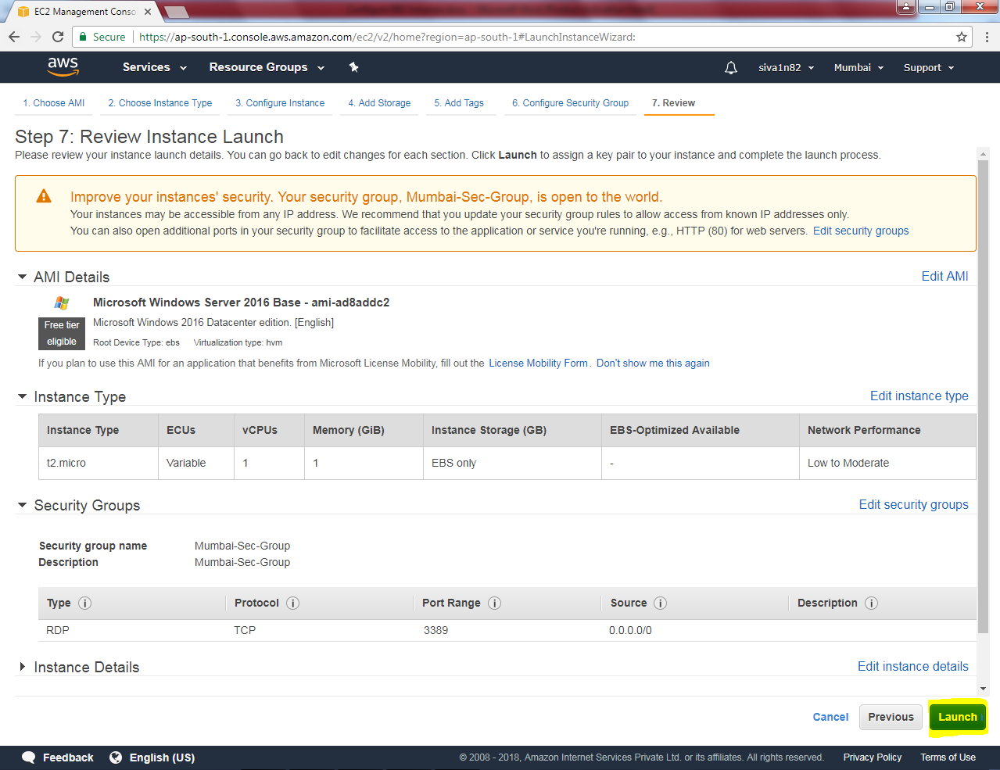 EC2 Management Conso
Secure https://ap-south-1.console.aws.amazon.com/ec2/v2/home?region=ap-south-1#LaunchInstanceWizard:
aws Services Resource Groups siva1n82 Mumbai Support
1. Choose AMI 2. Choose Instance Type 3. Configure Instance 4. Add Storage 5. Add Tags 6. Configure Security Group 7. Review
Step 7: Review Instance Launch
Please review your instance launch details. You can go back to edit changes for each section. Click Launch to assign a key pair to your instance and complete the launch process.
Improve your instances' security. Your security group, Mumbai-Sec-Group, is open to the world.
Your instances may be accessible from any IP address. We recommend that you update your security group rules to allow access from known IP addresses only.
You can also open additional ports in your security group to facilitate access to the application or service you're running, e.g., HTTP (80) for web servers. Edit security groups
AMI Details Edit AMI
Microsoft Windows Server 2016 Base - ami-ad8addc2
Free tier eligible
Microsoft Windows 2016 Datacenter edition. [English]
Root Device Type: ebs Virtualization type: hvm
If you plan to use this AMI for an application that benefits from Microsoft License Mobility, fill out the License Mobility Form. Don't show me this again
Instance Type Edit instance type
Instance Type ECUs vCPUs Memory (GiB) Instance Storage (GB) EBS-Optimized Available Network Performance
t2.micro Variable 1 1 EBS only - Low to Moderate
Security Groups Edit security groups
Security group name Mumbai-Sec-Group
Description Mumbai-Sec-Group
Type i Protocol i Port Range i Source i Description i
RDP TCP 3389 0.0.0.0/0
Instance Details Edit instance details
Cancel Previous Launch
Feedback English (US) © 2008 - 2018, Amazon Internet Services Private Ltd. or its affiliates. All rights reserved. Privacy Policy Terms of Use